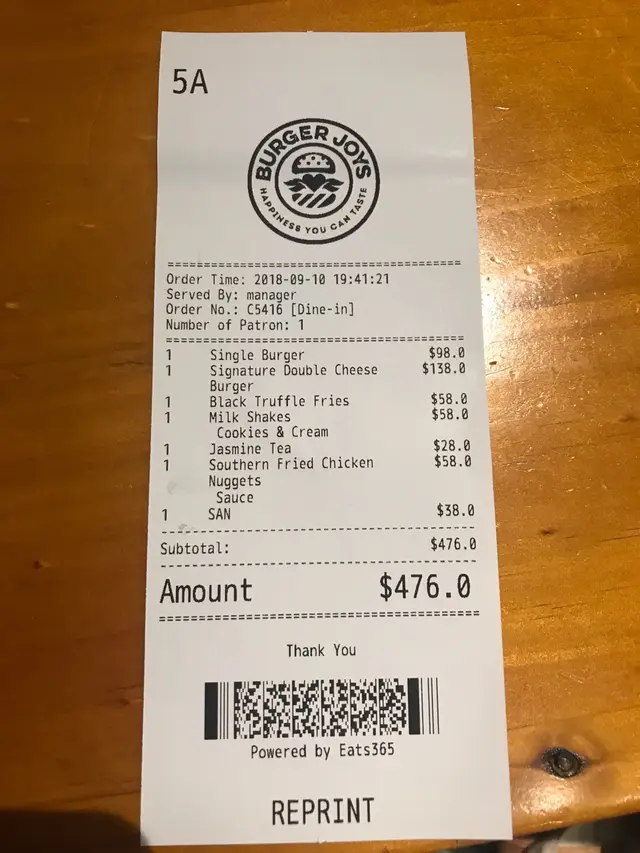 5A
BURGER JOYS
HAPPINESS YOU CAN TASTE
================================================
Order Time: 2018-09-10 19:41:21
Served By: manager
Order No.: C5416 [Dine-in]
Number of Patron: 1
================================================
1 Single Burger $98.0
1 Signature Double Cheese $138.0
Burger
1 Black Truffle Fries $58.0
1 Milk Shakes $58.0
Cookies & Cream
1 Jasmine Tea $28.0
1 Southern Fried Chicken $58.0
Nuggets
Sauce
1 SAN $38.0
------------------------------------------------
Subtotal: $476.0
------------------------------------------------
Amount $476.0
================================================
Thank You
Powered by Eats365
REPRINT